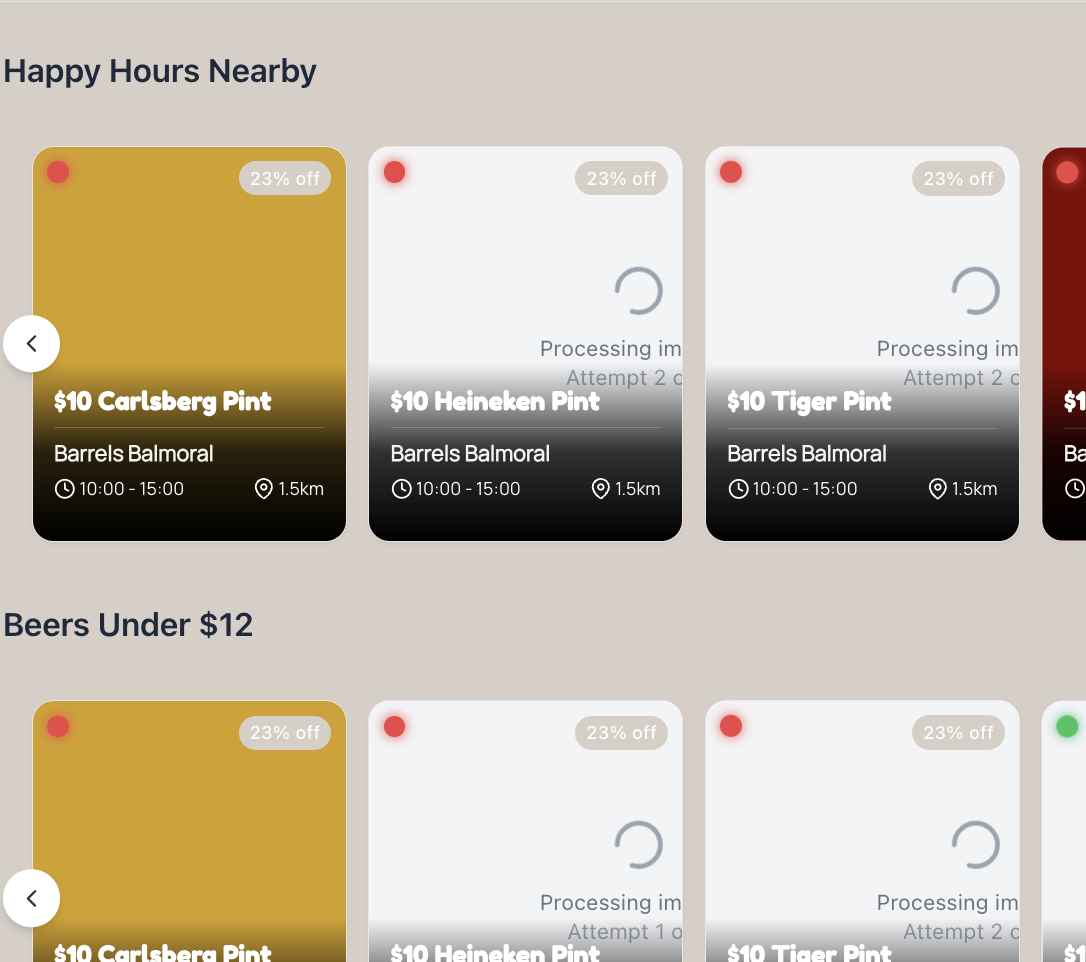 Happy Hours Nearby
23% off
23% off
23% off
Processing im
Processing im
Attempt 2 o
Attempt 2 o
$10 Carlsberg Pint
$10 Heineken Pint
$10 Tiger Pint
$1
Barrels Balmoral
Barrels Balmoral
Barrels Balmoral
Ba
10:00 - 15:00
1.5km
10:00 - 15:00
1.5km
10:00 - 15:00
1.5km
Beers Under $12
23% off
23% off
23% off
Processing im
Processing im
Attempt 1 o
Attempt 2 o
$10 Carlsberg Pint
$10 Heineken Pint
$10 Tiger Pint
$1